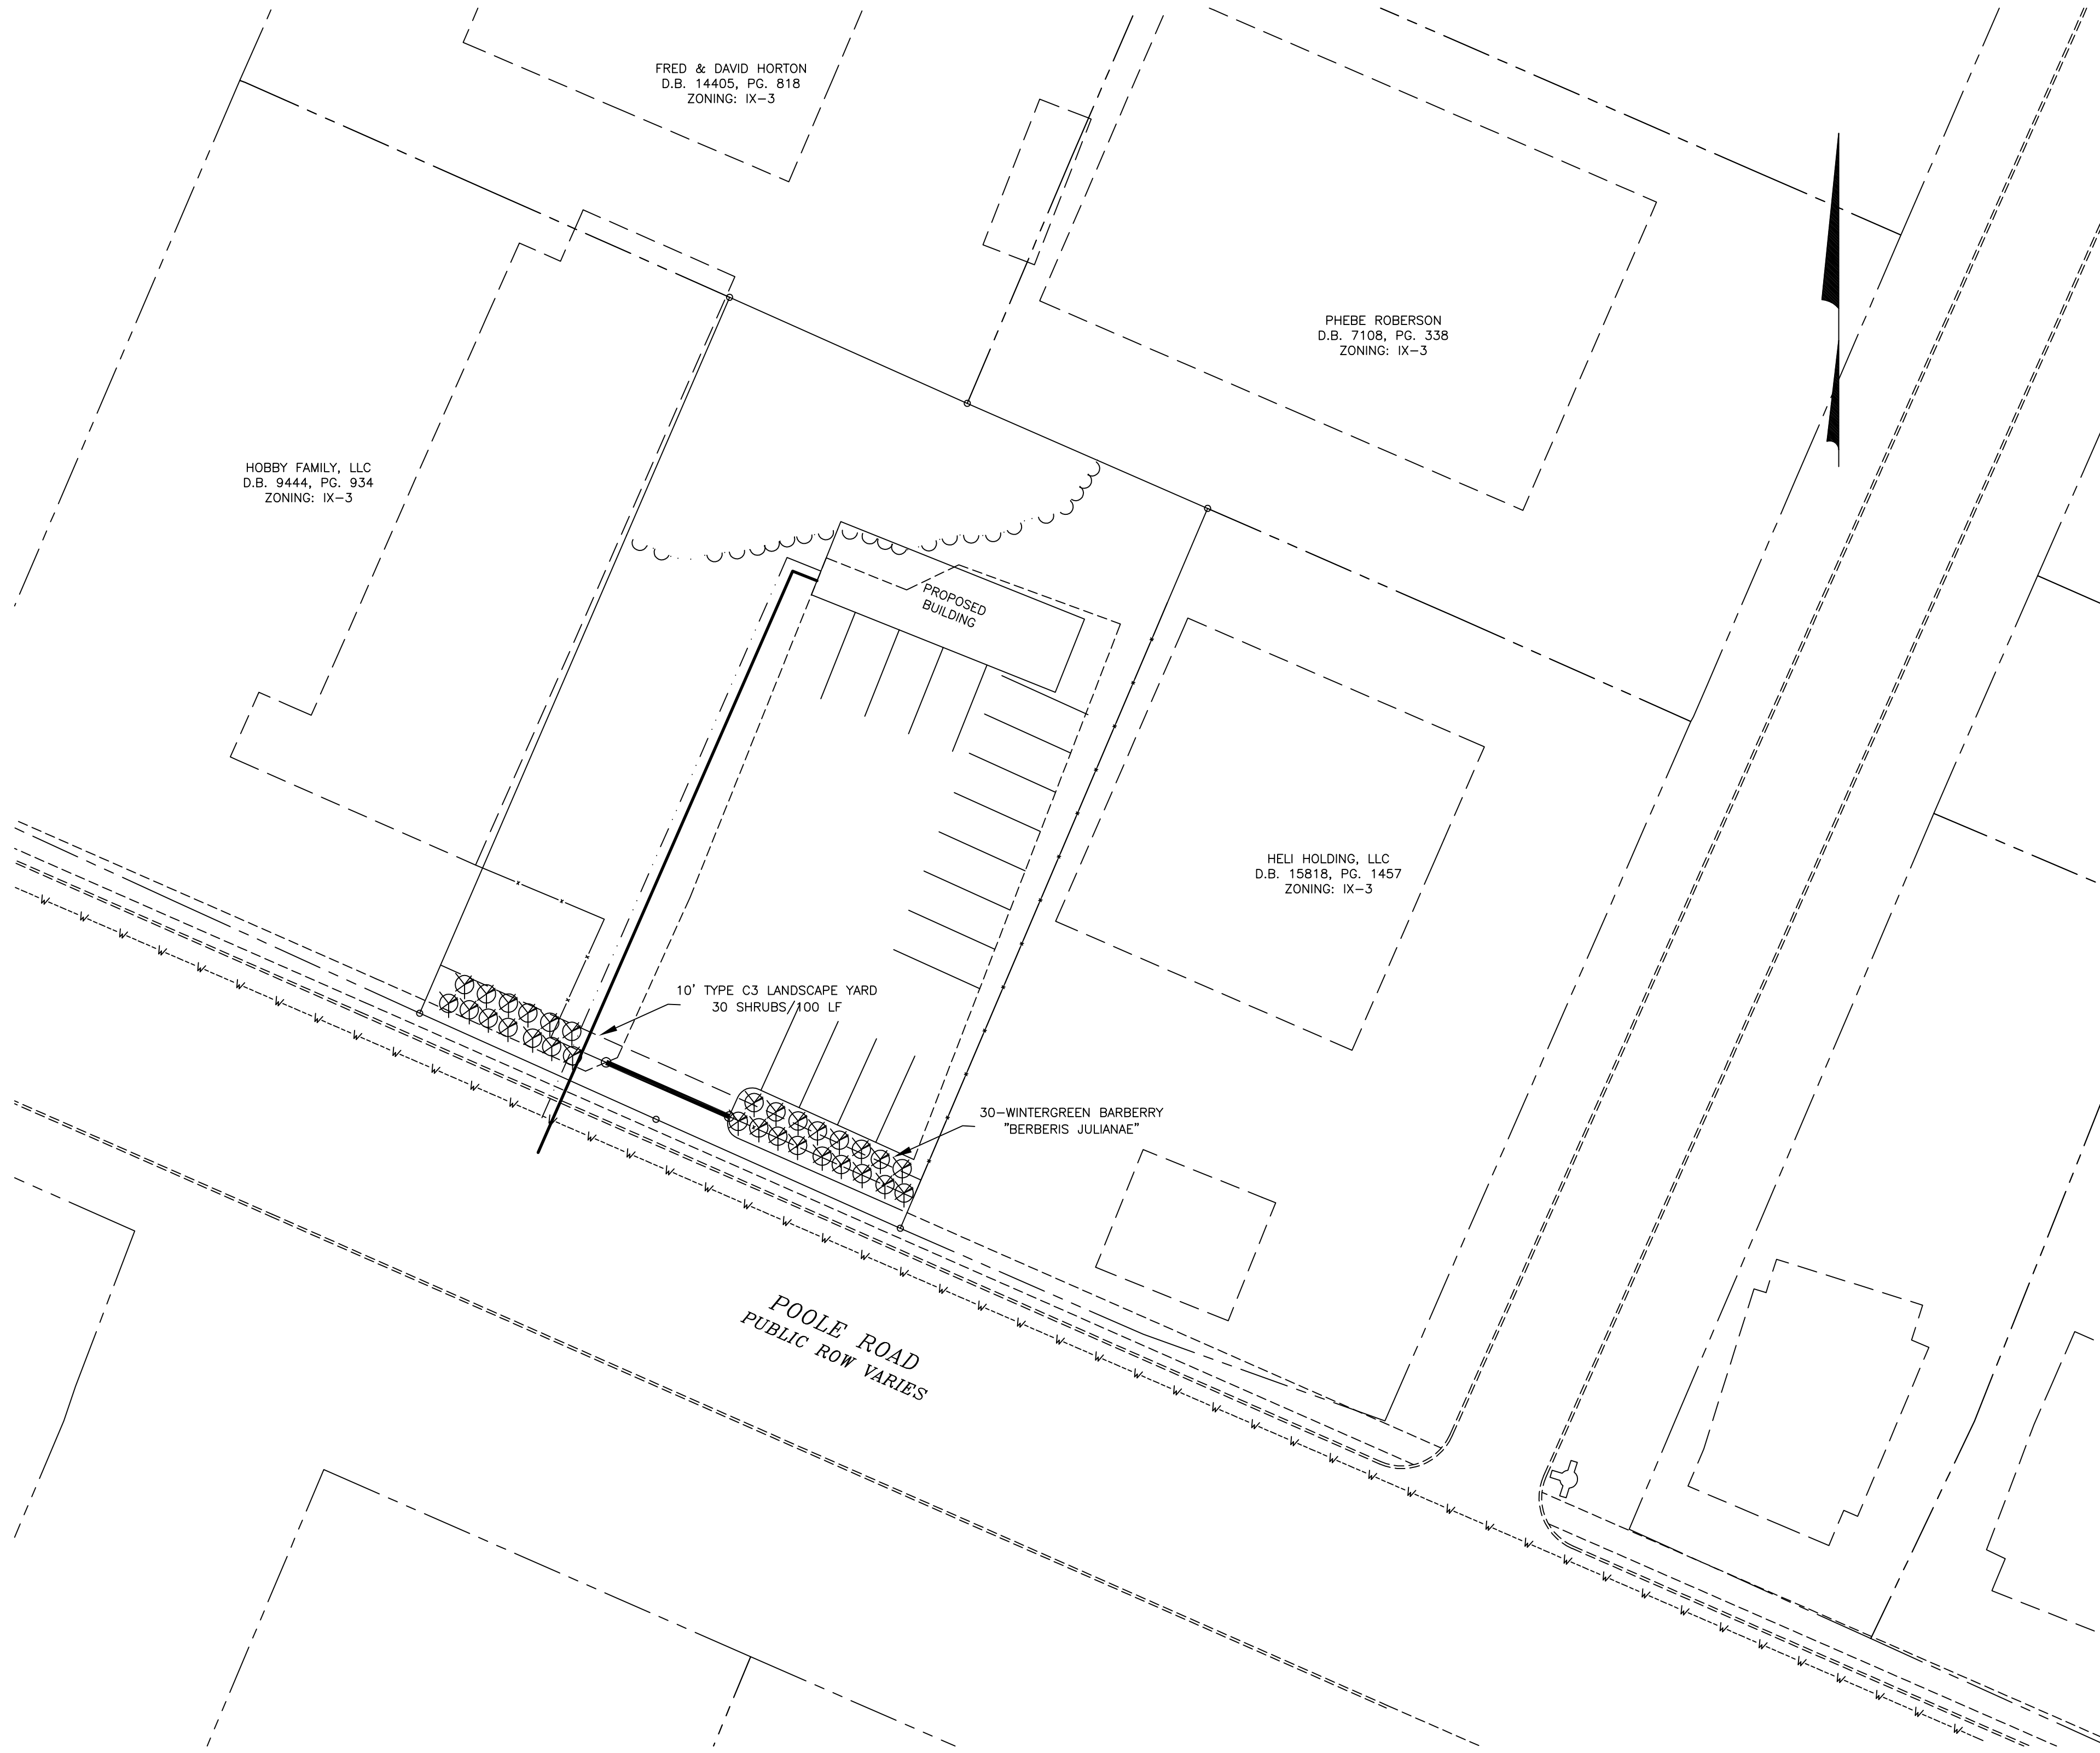 FRED & DAVID HORTON
D.B. 14405, PG. 818
ZONING: IX-3
PHEBE ROBERSON
D.B. 7108, PG. 338
ZONING: IX-3
HOBBY FAMILY, LLC
D.B. 9444, PG. 934
ZONING: IX-3
PROPOSED
BUILDING
HELI HOLDING, LLC
D.B. 15818, PG. 1457
ZONING: IX-3
10' TYPE C3 LANDSCAPE YARD
30 SHRUBS/100 LF
30-WINTERGREEN BARBERRY
"BERBERIS JULIANAE"
POOLE ROAD
PUBLIC ROW VARIES